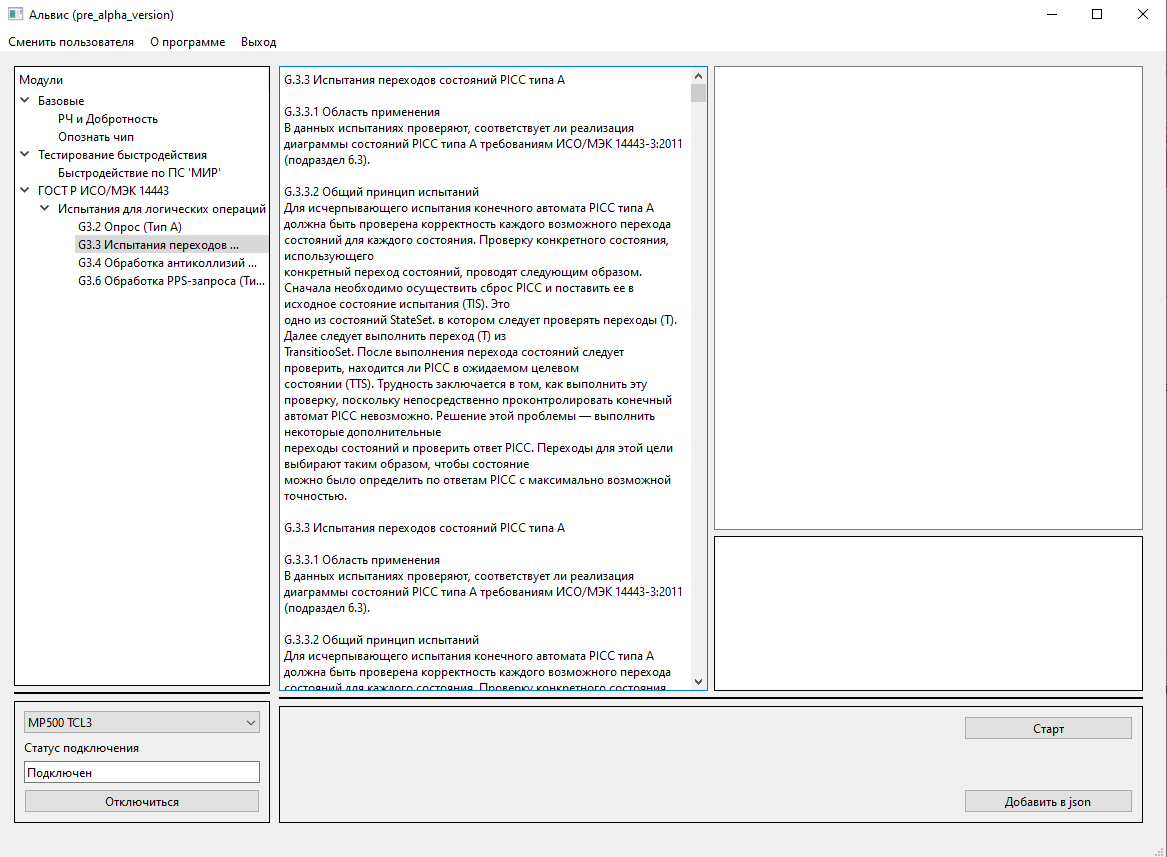 Альвис (pre_alpha_version)
Сменить пользователя О программе Выход
Модули
Базовые
РЧ и Добротность
Опознать чип
Тестирование быстродействия
Быстродействие по ПС 'МИР'
ГОСТ Р ИСО/МЭК 14443
Испытания для логических операций
G3.2 Опрос (Тип А)
G3.3 Испытания переходов ...
G3.4 Обработка антиколлизий ...
G3.6 Обработка PPS-запроса (Ти...
G.3.3 Испытания переходов состояний PICC типа А
G.3.3.1 Область применения
В данных испытаниях проверяют, соответствует ли реализация
диаграммы состояний PICC типа А требованиям ИСО/МЭК 14443-3:2011
(подраздел 6.3).
G.3.3.2 Общий принцип испытаний
Для исчерпывающего испытания конечного автомата PICC типа А
должна быть проверена корректность каждого возможного перехода
состояний для каждого состояния. Проверку конкретного состояния,
использующего
конкретный переход состояний, проводят следующим образом.
Сначала необходимо осуществить сброс PICC и поставить ее в
исходное состояние испытания (TIS). Это
одно из состояний StateSet. в котором следует проверять переходы (Т).
Далее следует выполнить переход (Т) из
TransitiooSet. После выполнения перехода состояний следует
проверить, находится ли PICC в ожидаемом целевом
состоянии (TTS). Трудность заключается в том, как выполнить эту
проверку, поскольку непосредственно проконтролировать конечный
автомат PICC невозможно. Решение этой проблемы — выполнить
некоторые дополнительные
переходы состояний и проверить ответ PICC. Переходы для этой цели
выбирают таким образом, чтобы состояние
можно было определить по ответам PICC с максимально возможной
точностью.
G.3.3 Испытания переходов состояний PICC типа А
G.3.3.1 Область применения
В данных испытаниях проверяют, соответствует ли реализация
диаграммы состояний PICC типа А требованиям ИСО/МЭК 14443-3:2011
(подраздел 6.3).
G.3.3.2 Общий принцип испытаний
Для исчерпывающего испытания конечного автомата PICC типа А
должна быть проверена корректность каждого возможного перехода
состояний для каждого состояния. Проверку конкретного состояния,
MP500 TCL3
Статус подключения
Подключен
Отключиться
Старт
Добавить в json